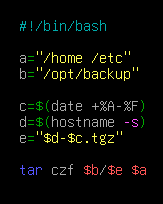 #!/bin/bash
a="/home /etc"
b="/opt/backup"
c=$(date +%A-%F)
d=$(hostname -s)
e="$d-$c.tgz"
tar czf $b/$e $a